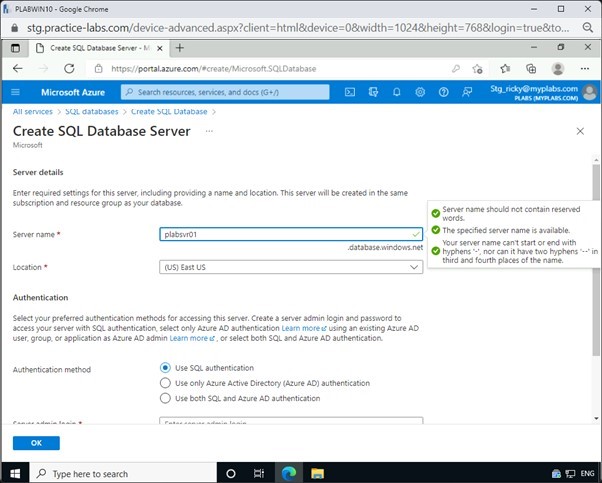 PLABWIN10 - Google Chrome
stg.practice-labs.com/device-advanced.aspx?client=html&device=0&width=1024&height=768&login=true&to...
Create SQL Database Server - Mi
https://portal.azure.com/#create/Microsoft.SQLDatabase
Microsoft Azure
Search resources, services, and docs (G+/)
Stg_ricky@myplabs.com
PLABS (MYPLABS.COM)
All services > SQL databases > Create SQL Database >
Create SQL Database Server ...
Microsoft
Server details
Enter required settings for this server, including providing a name and location. This server will be created in the same
subscription and resource group as your database.
Server name * plabsvr01
.database.windows.net
Server name should not contain reserved
words.
The specified server name is available.
Your server name can't start or end with
hyphens '-', nor can it have two hyphens '--' in
third and fourth places of the name.
Location * (US) East US
Authentication
Select your preferred authentication methods for accessing this server. Create a server admin login and password to
access your server with SQL authentication, select only Azure AD authentication Learn more using an existing Azure AD
user, group, or application as Azure AD admin Learn more , or select both SQL and Azure AD authentication.
Authentication method Use SQL authentication
Use only Azure Active Directory (Azure AD) authentication
Use both SQL and Azure AD authentication
Server admin login * Enter server admin login
OK
Type here to search
ENG